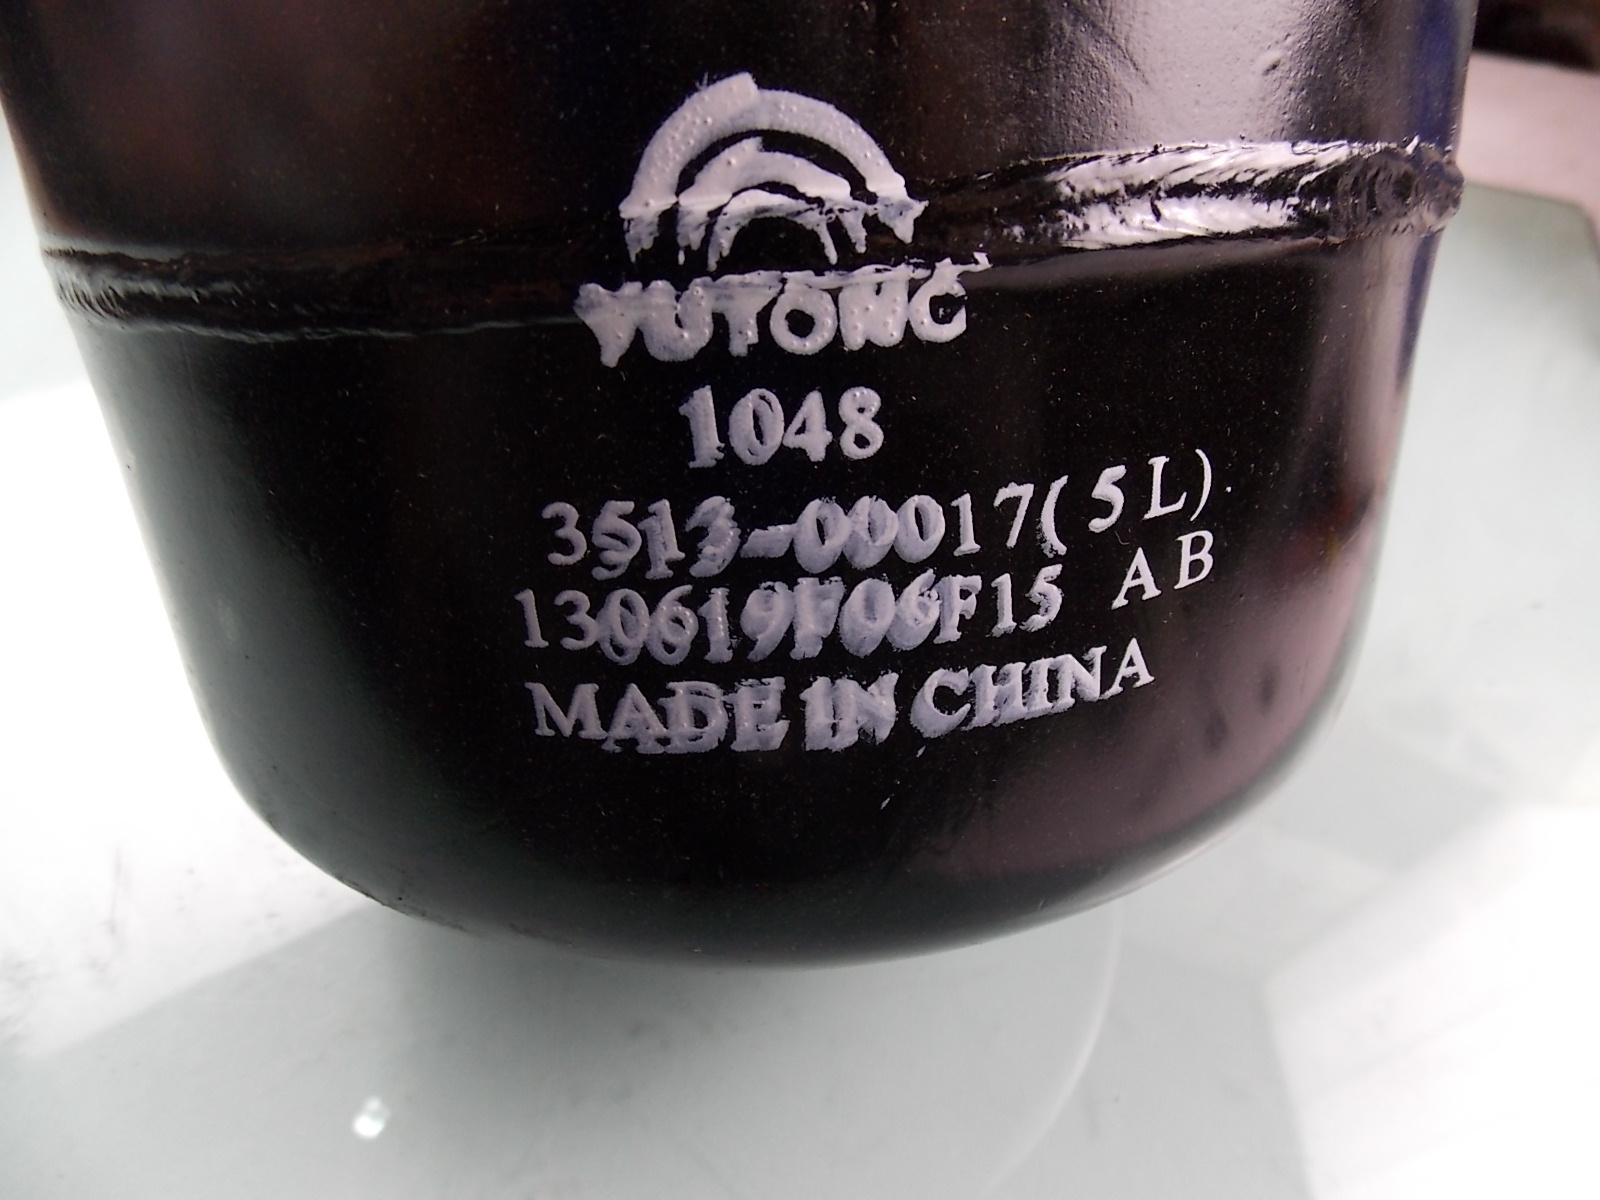 YUTONG
1048
3513-00017(5L)
130619F06F15 AB
MADE IN CHINA